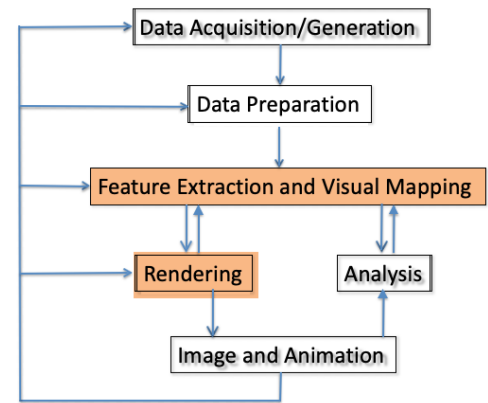 Data Acquisition/Generation
Data Preparation
Feature Extraction and Visual Mapping
Rendering
Analysis
Image and Animation